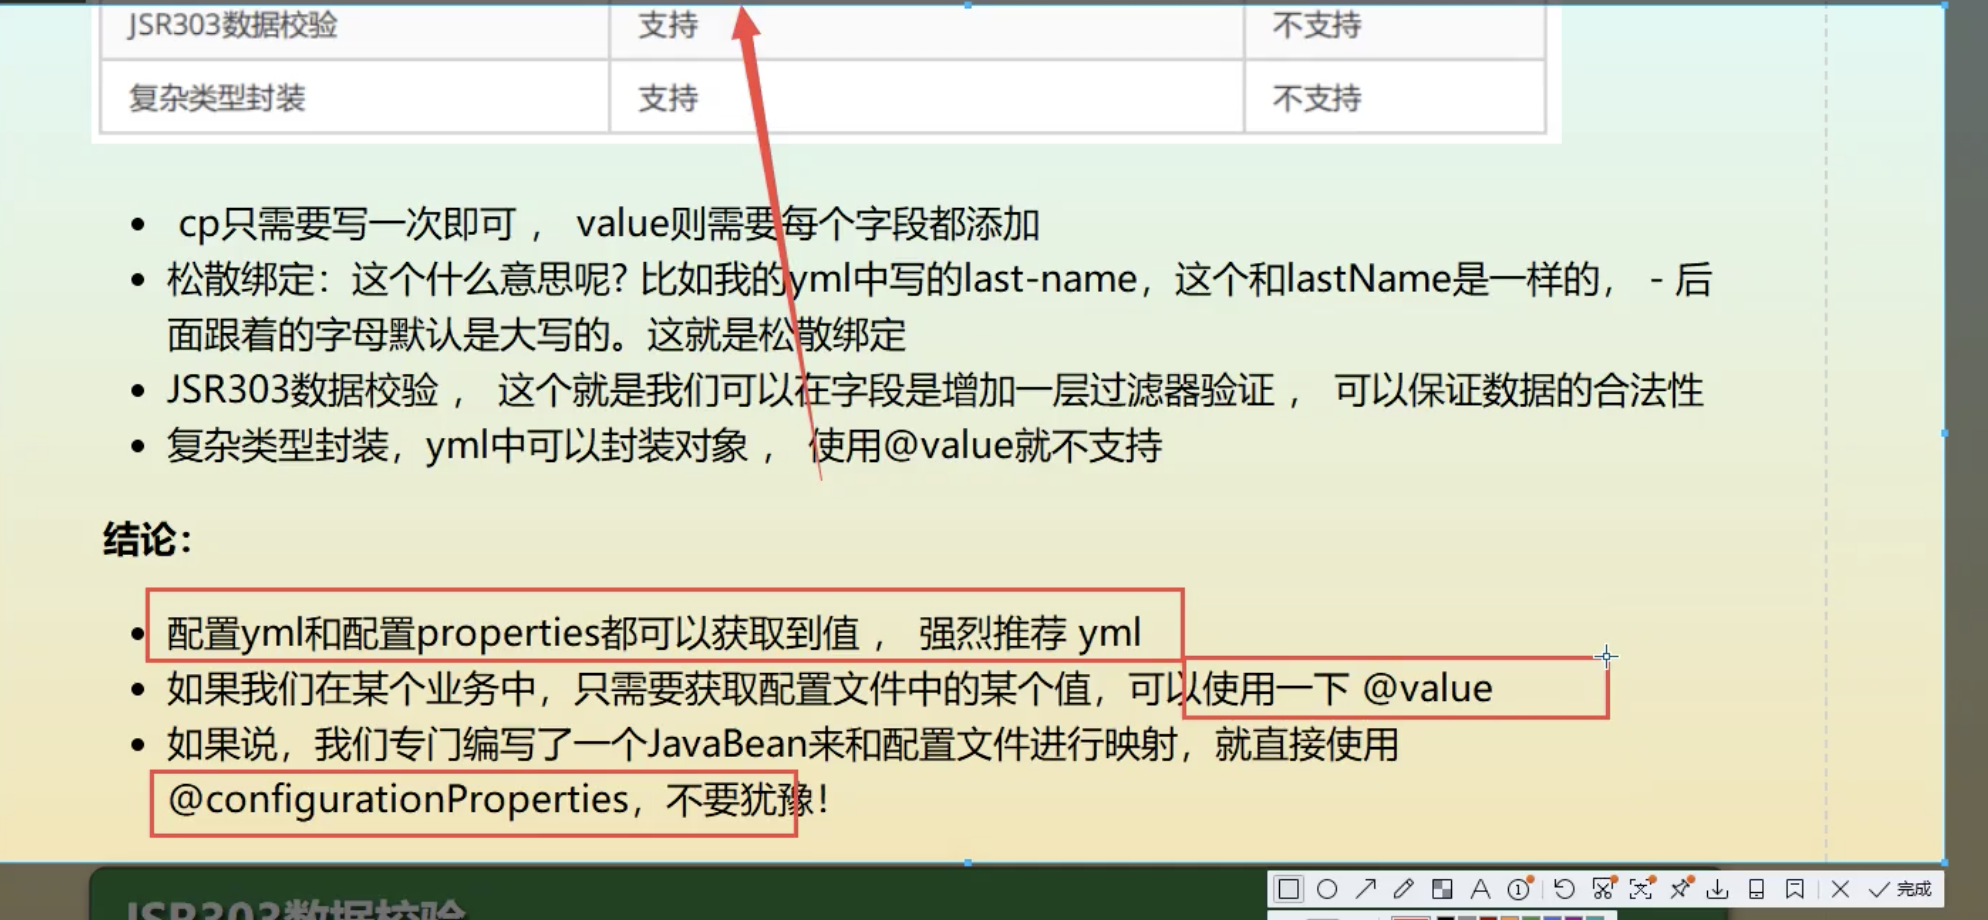 JSR303数据校验 支持 不支持
复杂类型封装 支持 不支持
• cp只需要写一次即可 ， value则需要每个字段都添加
• 松散绑定：这个什么意思呢? 比如我的yml中写的last-name，这个和lastName是一样的， - 后
面跟着的字母默认是大写的。这就是松散绑定
• JSR303数据校验 ， 这个就是我们可以在字段是增加一层过滤器验证 ， 可以保证数据的合法性
• 复杂类型封装，yml中可以封装对象 ， 使用@value就不支持
结论：
• 配置yml和配置properties都可以获取到值 ， 强烈推荐 yml
• 如果我们在某个业务中，只需要获取配置文件中的某个值，可以使用一下 @value
• 如果说，我们专门编写了一个JavaBean来和配置文件进行映射，就直接使用
@configurationProperties，不要犹豫！
JSR303数据校验
完成